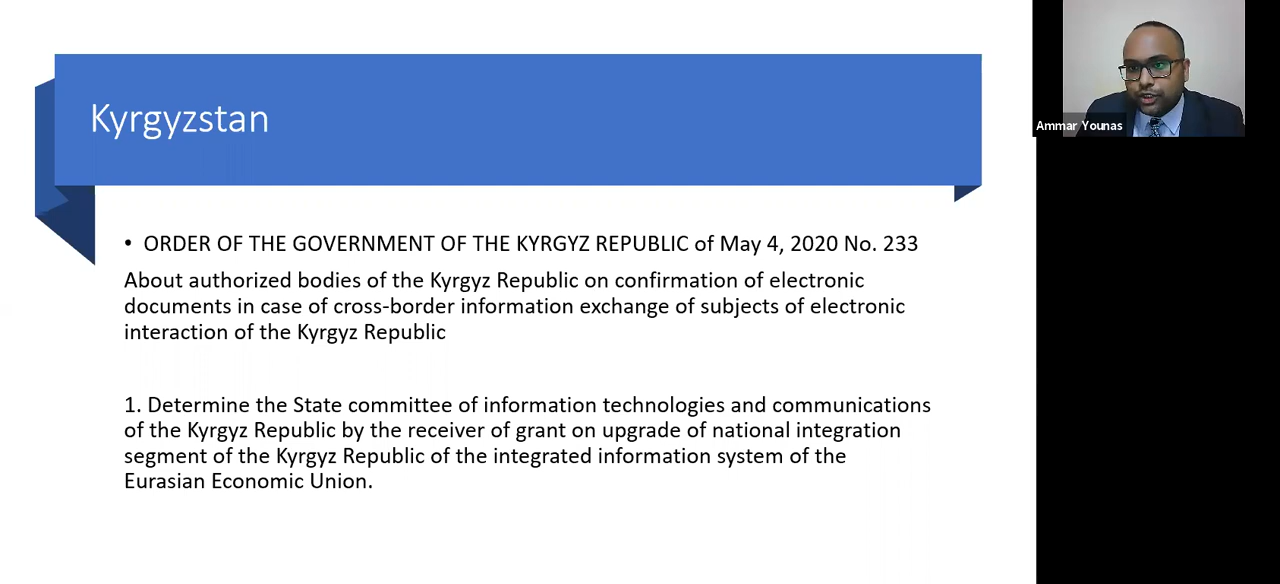 Kyrgyzstan
• ORDER OF THE GOVERNMENT OF THE KYRGYZ REPUBLIC of May 4, 2020 No. 233
About authorized bodies of the Kyrgyz Republic on confirmation of electronic
documents in case of cross-border information exchange of subjects of electronic
interaction of the Kyrgyz Republic
1. Determine the State committee of information technologies and communications
of the Kyrgyz Republic by the receiver of grant on upgrade of national integration
segment of the Kyrgyz Republic of the integrated information system of the
Eurasian Economic Union.
Ammar Younas